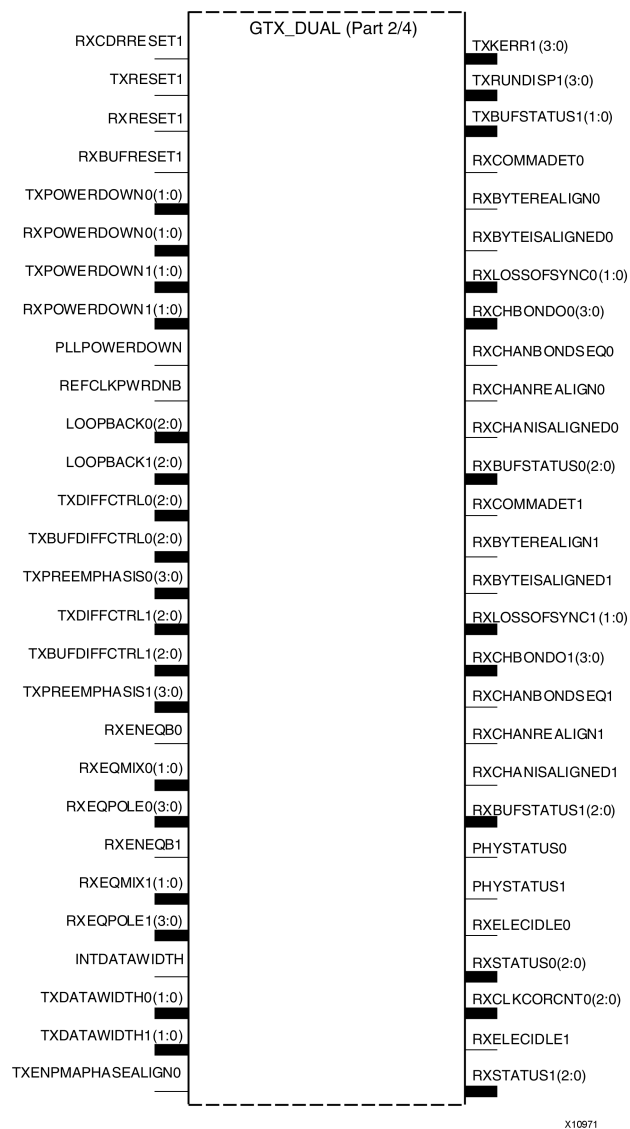 GTX_DUAL (Part 2/4)
RXCDRRESET1
TXRESET1
RXRESET1
RXBUFRESET1
TXPOWERDOWN0(1:0)
RXPOWERDOWN0(1:0)
TXPOWERDOWN1(1:0)
RXPOWERDOWN1(1:0)
PLLPOWERDOWN
REFCLKPWRDNB
LOOPBACK0(2:0)
LOOPBACK1(2:0)
TXDIFFCTRL0(2:0)
TXBUFDIFFCTRL0(2:0)
TXPREEMPHASIS0(3:0)
TXDIFFCTRL1(2:0)
TXBUFDIFFCTRL1(2:0)
TXPREEMPHASIS1(3:0)
RXENEQB0
RXEQMIX0(1:0)
RXEQPOLE0(3:0)
RXENEQB1
RXEQMIX1(1:0)
RXEQPOLE1(3:0)
INTDATAWIDTH
TXDATAWIDTH0(1:0)
TXDATAWIDTH1(1:0)
TXENPMAPHASEALIGN0
TXKERR1(3:0)
TXRUNDISP1(3:0)
TXBUFSTATUS1(1:0)
RXCOMMADET0
RXBYTEREALIGN0
RXBYTEISALIGNED0
RXLOSSOFSYNC0(1:0)
RXCHBONDO0(3:0)
RXCHANBONDSEQ0
RXCHANREALIGN0
RXCHANISALIGNED0
RXBUFSTATUS0(2:0)
RXCOMMADET1
RXBYTEREALIGN1
RXBYTEISALIGNED1
RXLOSSOFSYNC1(1:0)
RXCHBONDO1(3:0)
RXCHANBONDSEQ1
RXCHANREALIGN1
RXCHANISALIGNED1
RXBUFSTATUS1(2:0)
PHYSTATUS0
PHYSTATUS1
RXELECIDLE0
RXSTATUS0(2:0)
RXCLKCORCNT0(2:0)
RXELECIDLE1
RXSTATUS1(2:0)
X10971